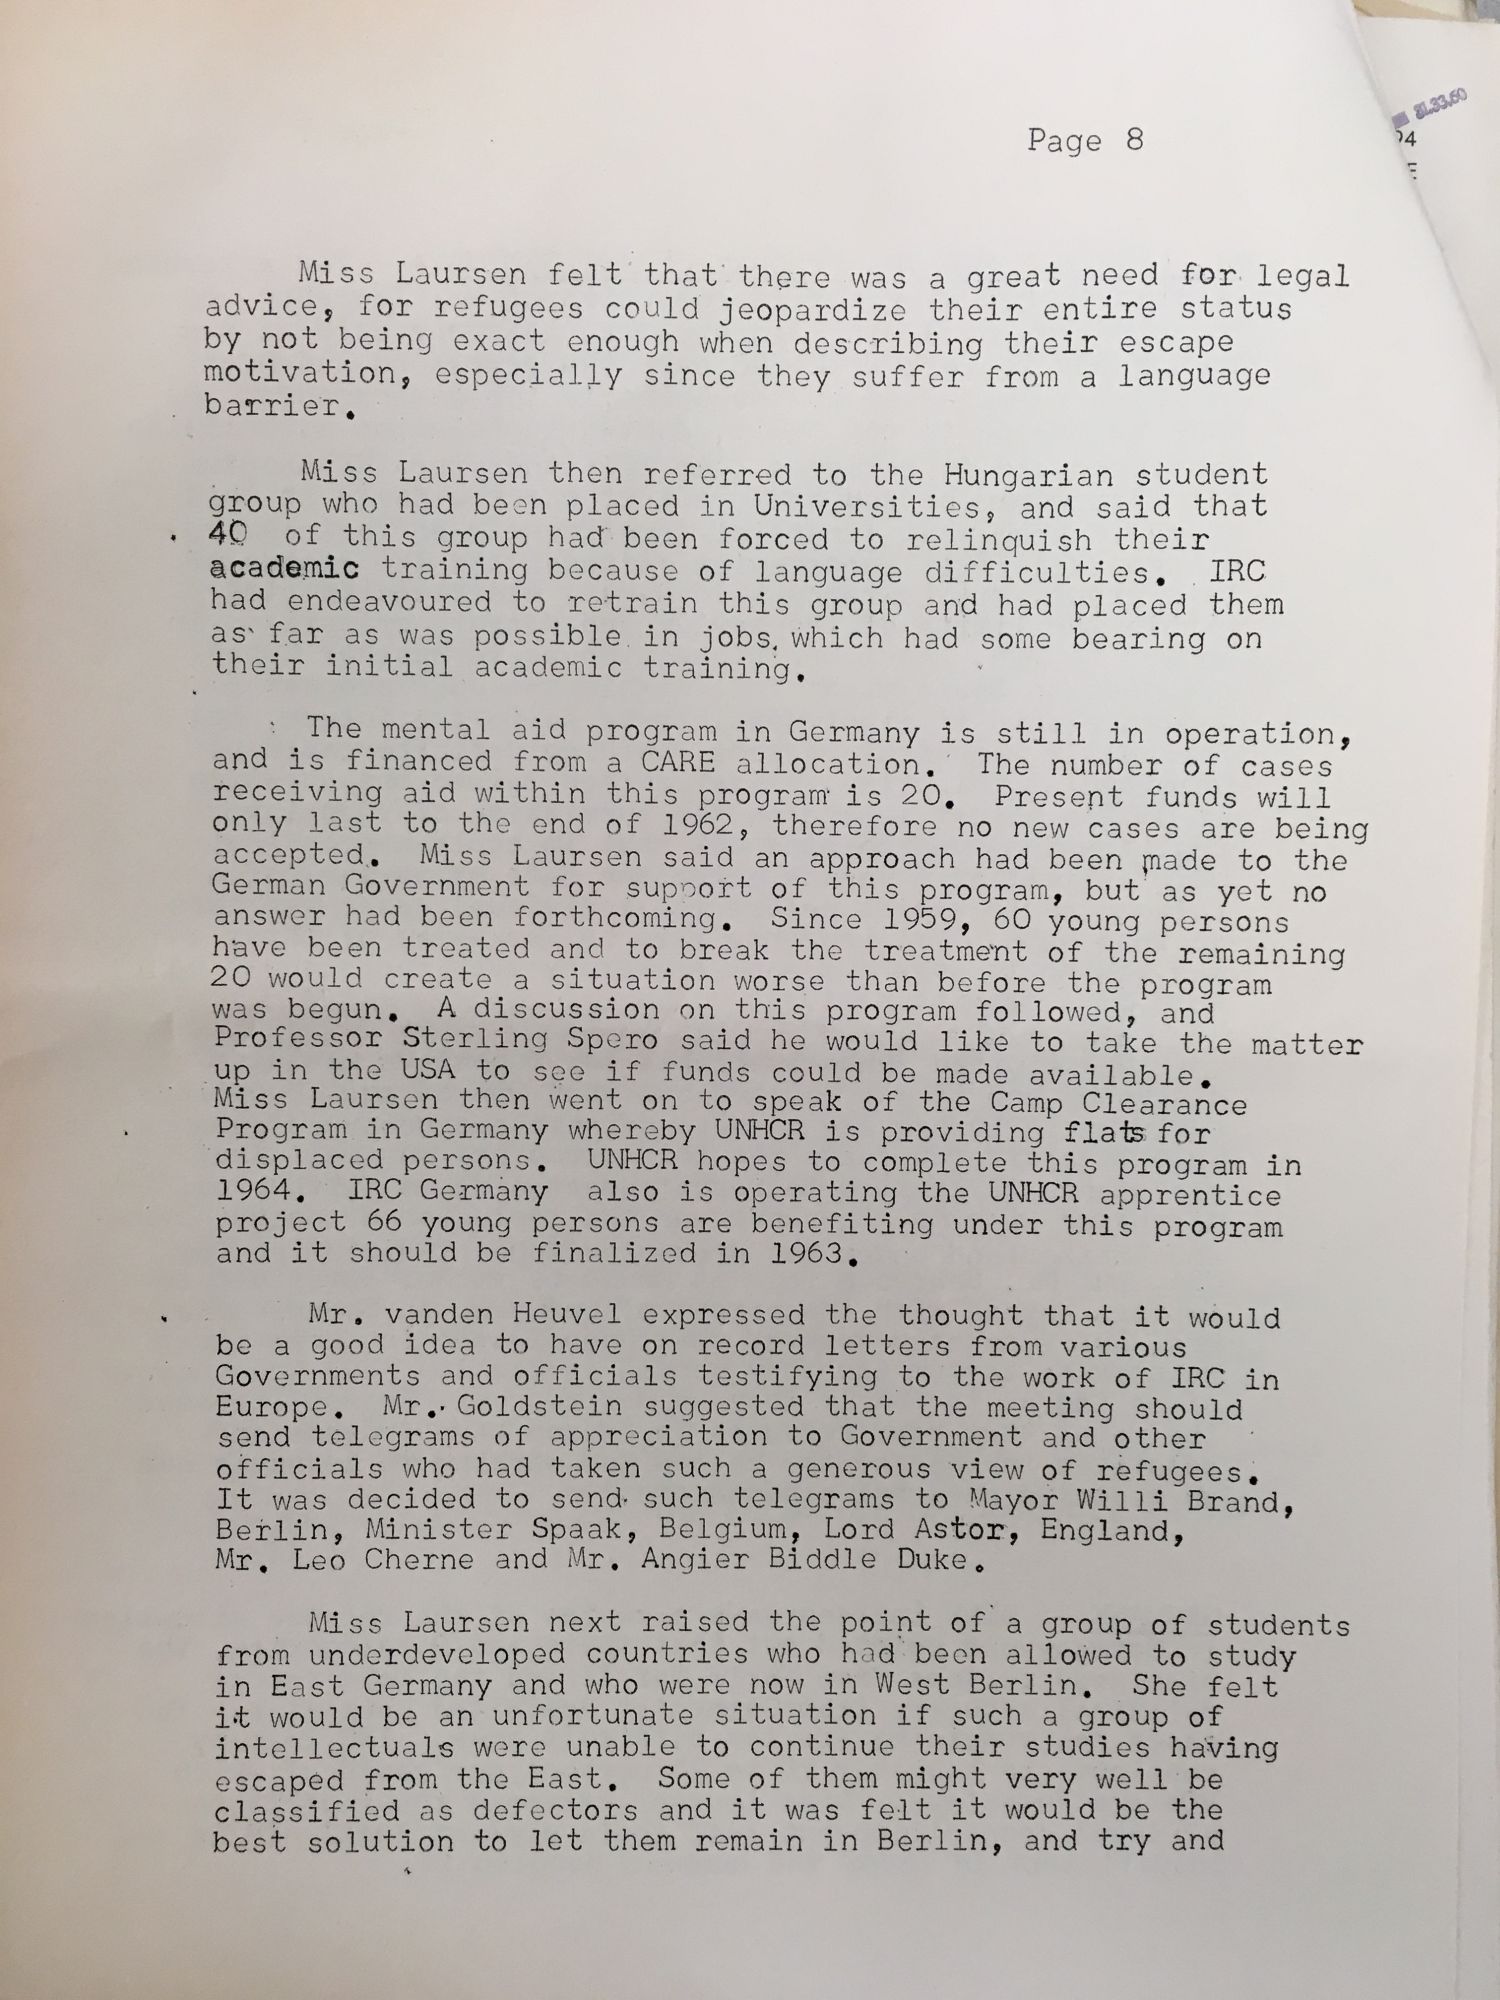 31.33.60
04
Page 8
Miss Laursen felt that there was a great need for legal
advice, for refugees could jeopardize their entire status
by not being exact enough when describing their escape
motivation, especially since they suffer from a language
barrier.
Miss Laursen then referred to the Hungarian student
group who had been placed in Universities, and said that
40 of this group had been forced to relinquish their
academic training because of language difficulties. IRC
had endeavoured to retrain this group and had placed them
as far as was possible in jobs, which had some bearing on
their initial academic training.
The mental aid program in Germany is still in operation,
and is financed from a CARE allocation. The number of cases
receiving aid within this program is 20. Present funds will
only last to the end of 1962, therefore no new cases are being
accepted. Miss Laursen said an approach had been made to the
German Government for support of this program, but as yet no
answer had been forthcoming. Since 1959, 60 young persons
have been treated and to break the treatment of the remaining
20 would create a situation worse than before the program
was begun. A discussion on this program followed, and
Professor Sterling Spero said he would like to take the matter
up in the USA to see if funds could be made available.
Miss Laursen then went on to speak of the Camp Clearance
Program in Germany whereby UNHCR is providing flats for
displaced persons. UNHCR hopes to complete this program in
1964. IRC Germany also is operating the UNHCR apprentice
project 66 young persons are benefiting under this program
and it should be finalized in 1963.
Mr. vanden Heuvel expressed the thought that it would
be a good idea to have on record letters from various
Governments and officials testifying to the work of IRC in
Europe. Mr. Goldstein suggested that the meeting should
send telegrams of appreciation to Government and other
officials who had taken such a generous view of refugees.
It was decided to send such telegrams to Mayor Willi Brand,
Berlin, Minister Spaak, Belgium, Lord Astor, England,
Mr. Leo Cherne and Mr. Angier Biddle Duke.
Miss Laursen next raised the point of a group of students
from underdeveloped countries who had been allowed to study
in East Germany and who were now in West Berlin. She felt
it would be an unfortunate situation if such a group of
intellectuals were unable to continue their studies having
escaped from the East. Some of them might very well be
classified as defectors and it was felt it would be the
best solution to let them remain in Berlin, and try and